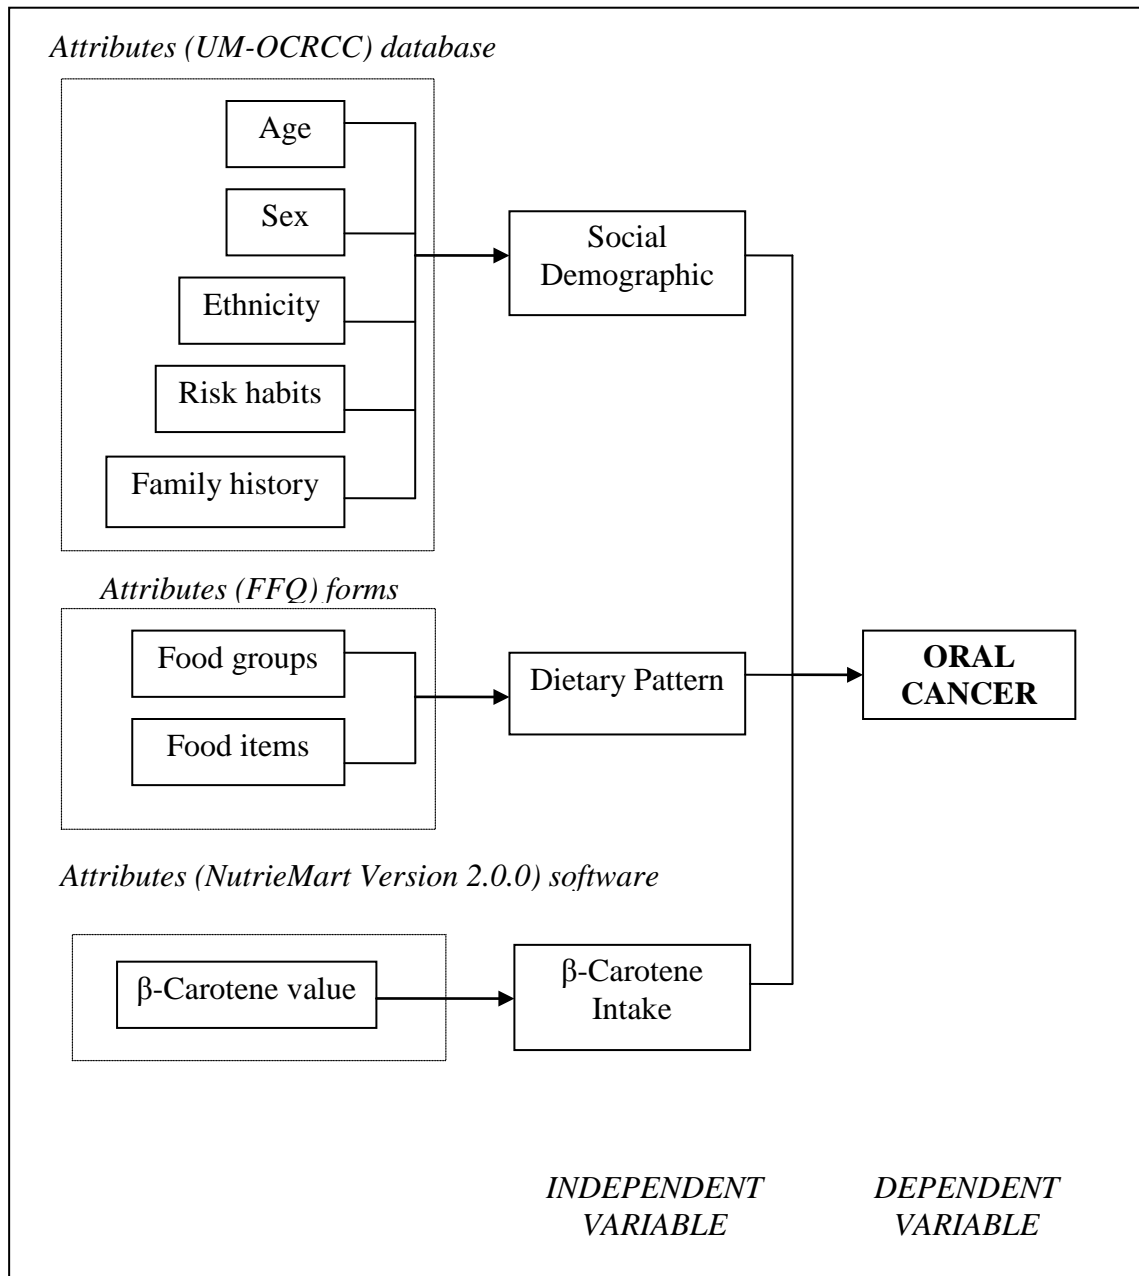 Attributes (UM-OCRCC) database
Age
Sex
Ethnicity
Risk habits
Family history
Social
Demographic
Attributes (FFQ) forms
Food groups
Food items
Dietary Pattern
ORAL
CANCER
Attributes (NutrieMart Version 2.0.0) software
β-Carotene value
β-Carotene
Intake
INDEPENDENT
VARIABLE
DEPENDENT
VARIABLE